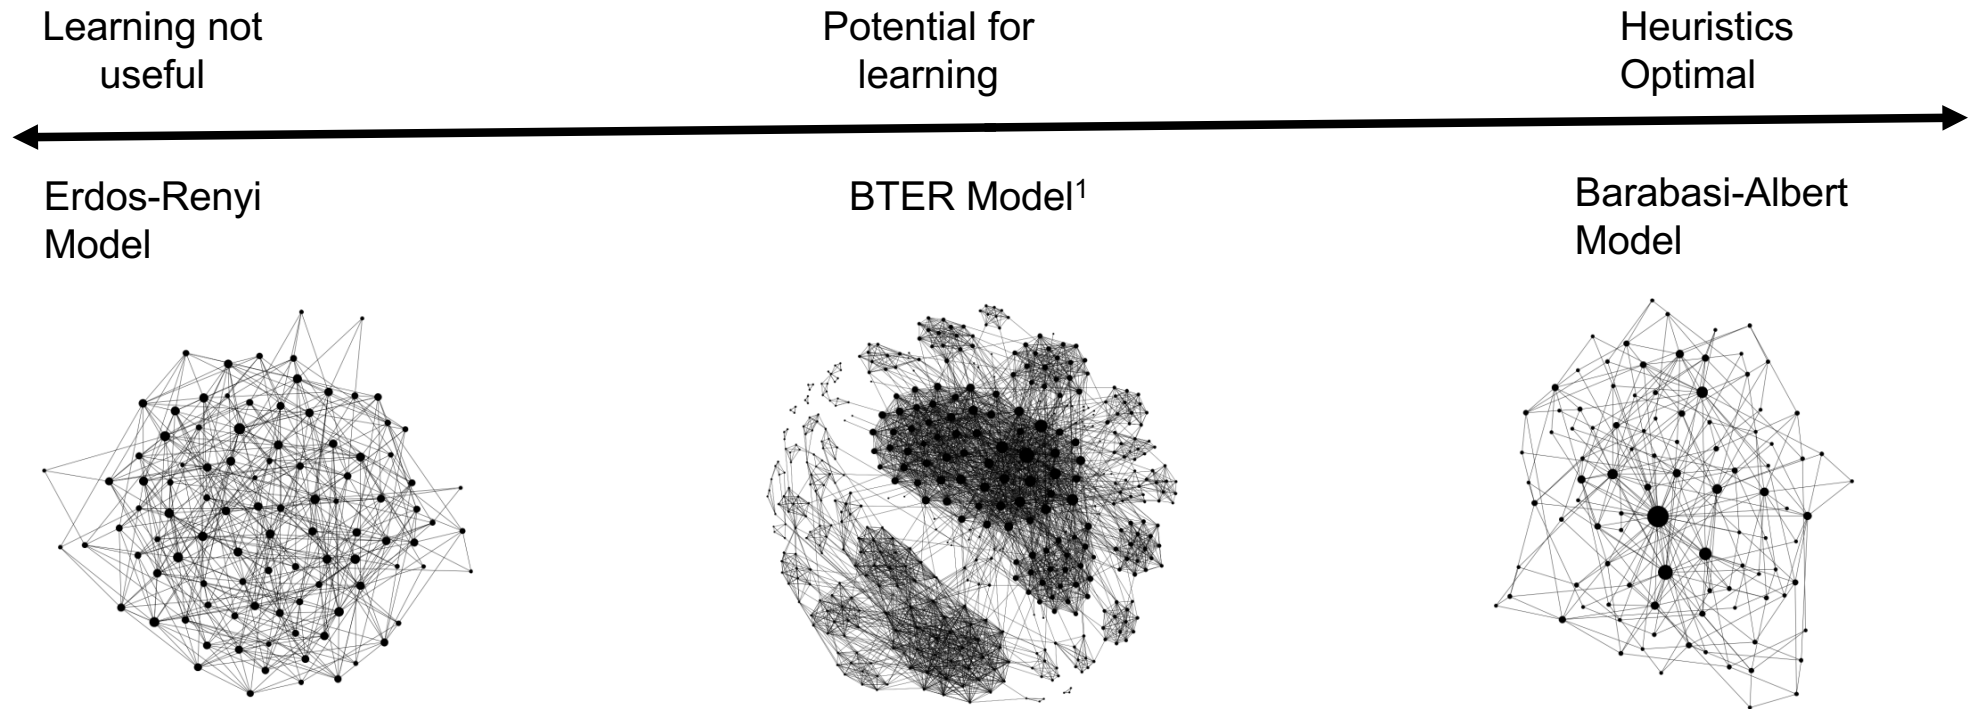 Learning not
useful
Potential for
learning
Heuristics
Optimal
Erdos-Renyi
Model
BTER Model¹
Barabasi-Albert
Model